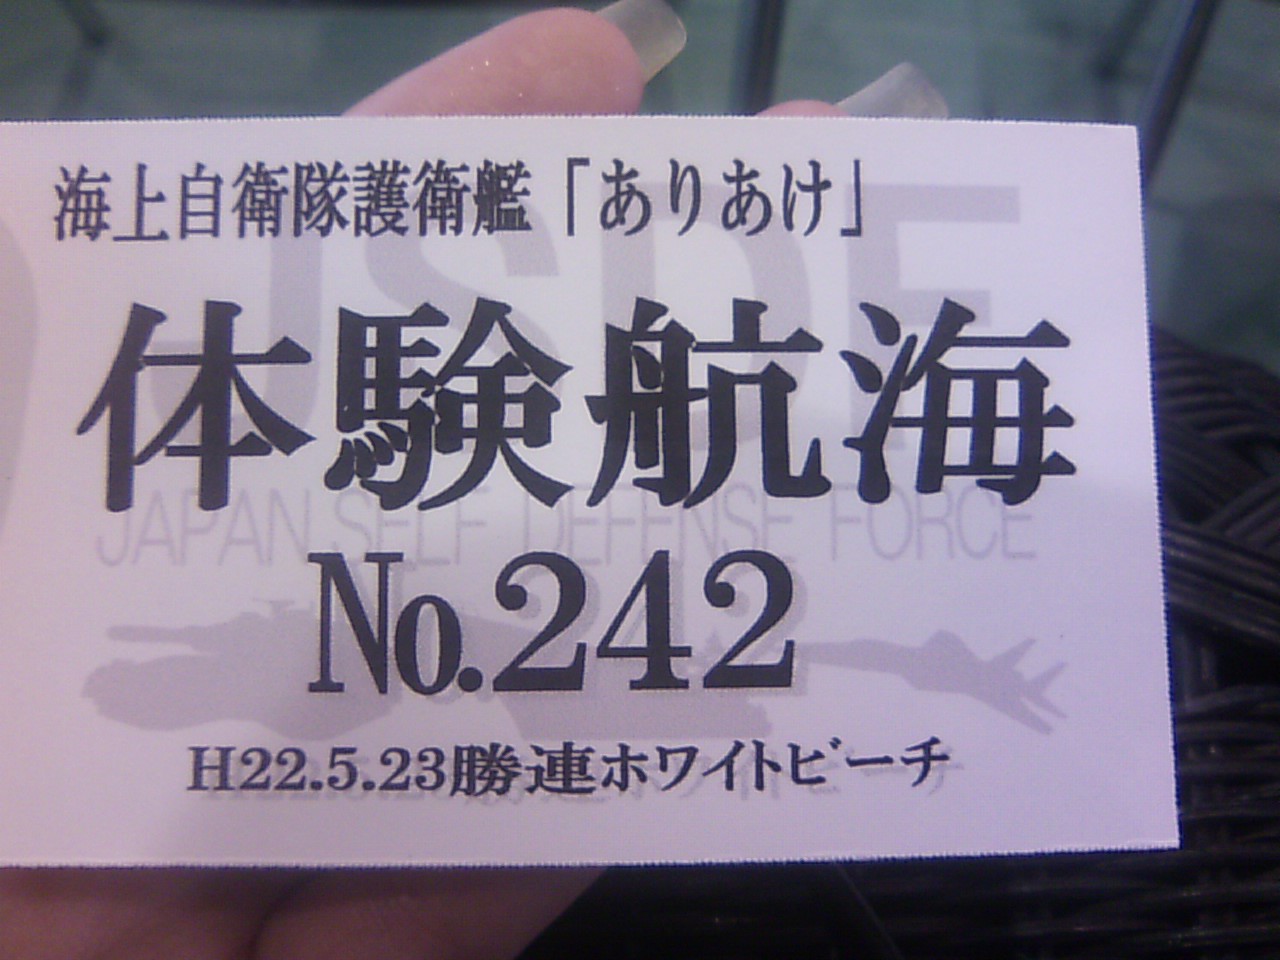 海上自衛隊護衛艦「ありあけ」
JSDF
体験航海
JAPAN SELF DEFENSE FORCE
No.242
H22.5.23勝連ホワイトビーチ